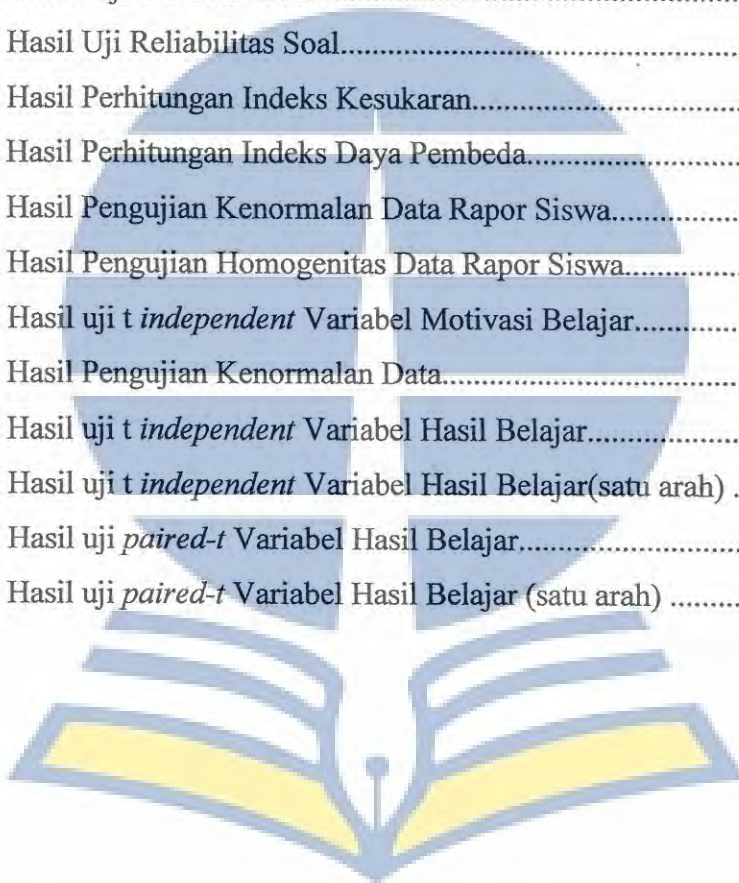 Hasil Uji Reliabilitas Soal..........................................................
Hasil Perhitungan Indeks Kesukaran......................................
Hasil Perhitungan Indeks Daya Pembeda..............................
Hasil Pengujian Kenormalan Data Rapor Siswa.................
Hasil Pengujian Homogenitas Data Rapor Siswa................
Hasil uji t independent Variabel Motivasi Belajar..............
Hasil Pengujian Kenormalan Data..........................................
Hasil uji t independent Variabel Hasil Belajar....................
Hasil uji t independent Variabel Hasil Belajar(satu arah) .
Hasil uji paired-t Variabel Hasil Belajar..............................
Hasil uji paired-t Variabel Hasil Belajar (satu arah) .........